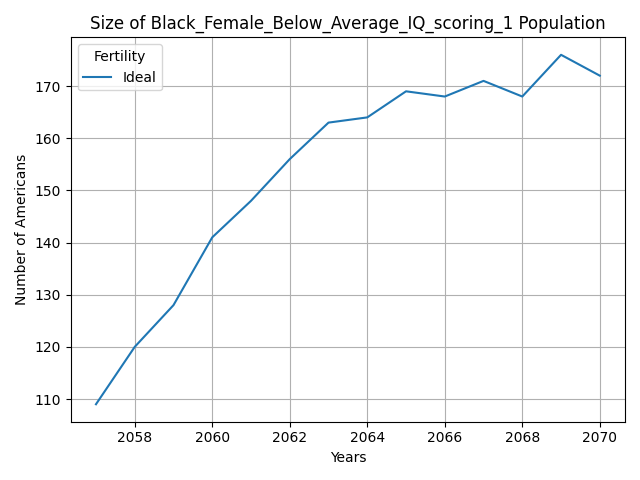 Size of Black_Female_Below_Average_IQ_scoring_1 Population
Fertility
Ideal
Number of Americans
170
160
150
140
130
120
110
2058 2060 2062 2064 2066 2068 2070
Years